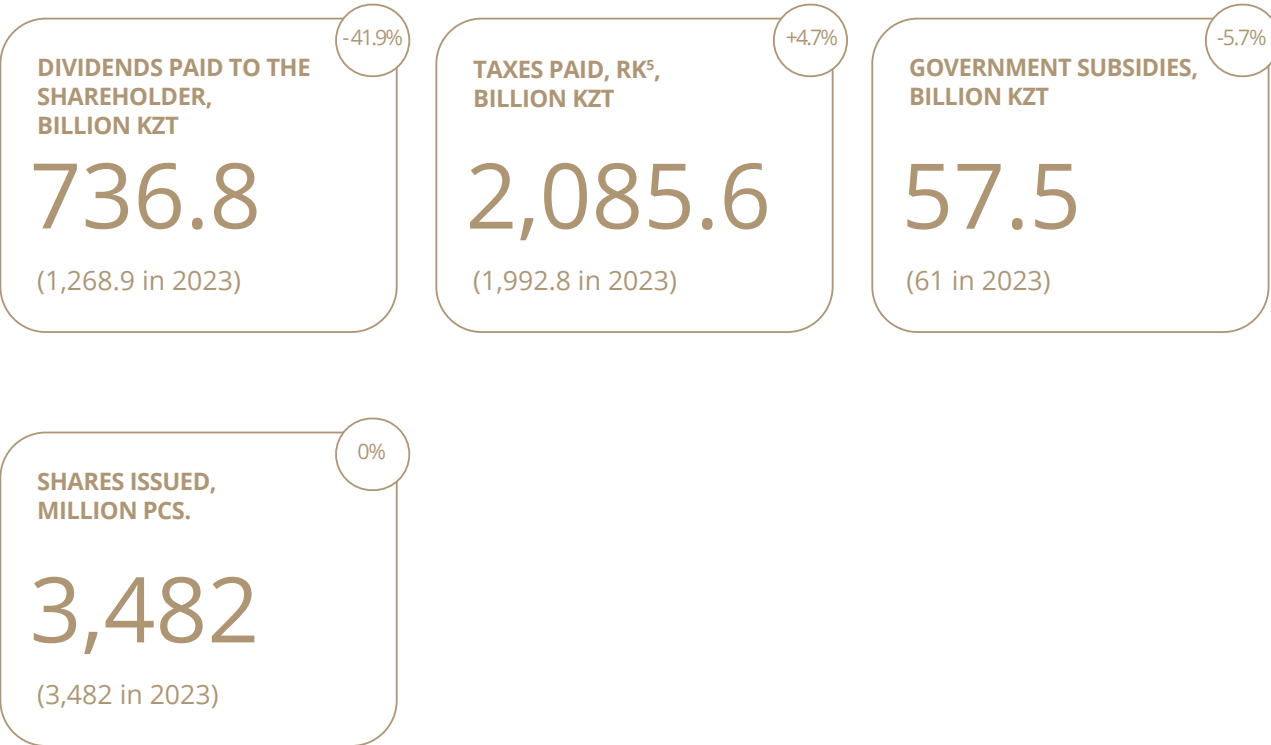 -41.9%
DIVIDENDS PAID TO THE
SHAREHOLDER,
BILLION KZT
736.8
(1,268.9 in 2023)
+4.7%
TAXES PAID, RK⁵,
BILLION KZT
2,085.6
(1,992.8 in 2023)
-5.7%
GOVERNMENT SUBSIDIES,
BILLION KZT
57.5
(61 in 2023)
0%
SHARES ISSUED,
MILLION PCS.
3,482
(3,482 in 2023)